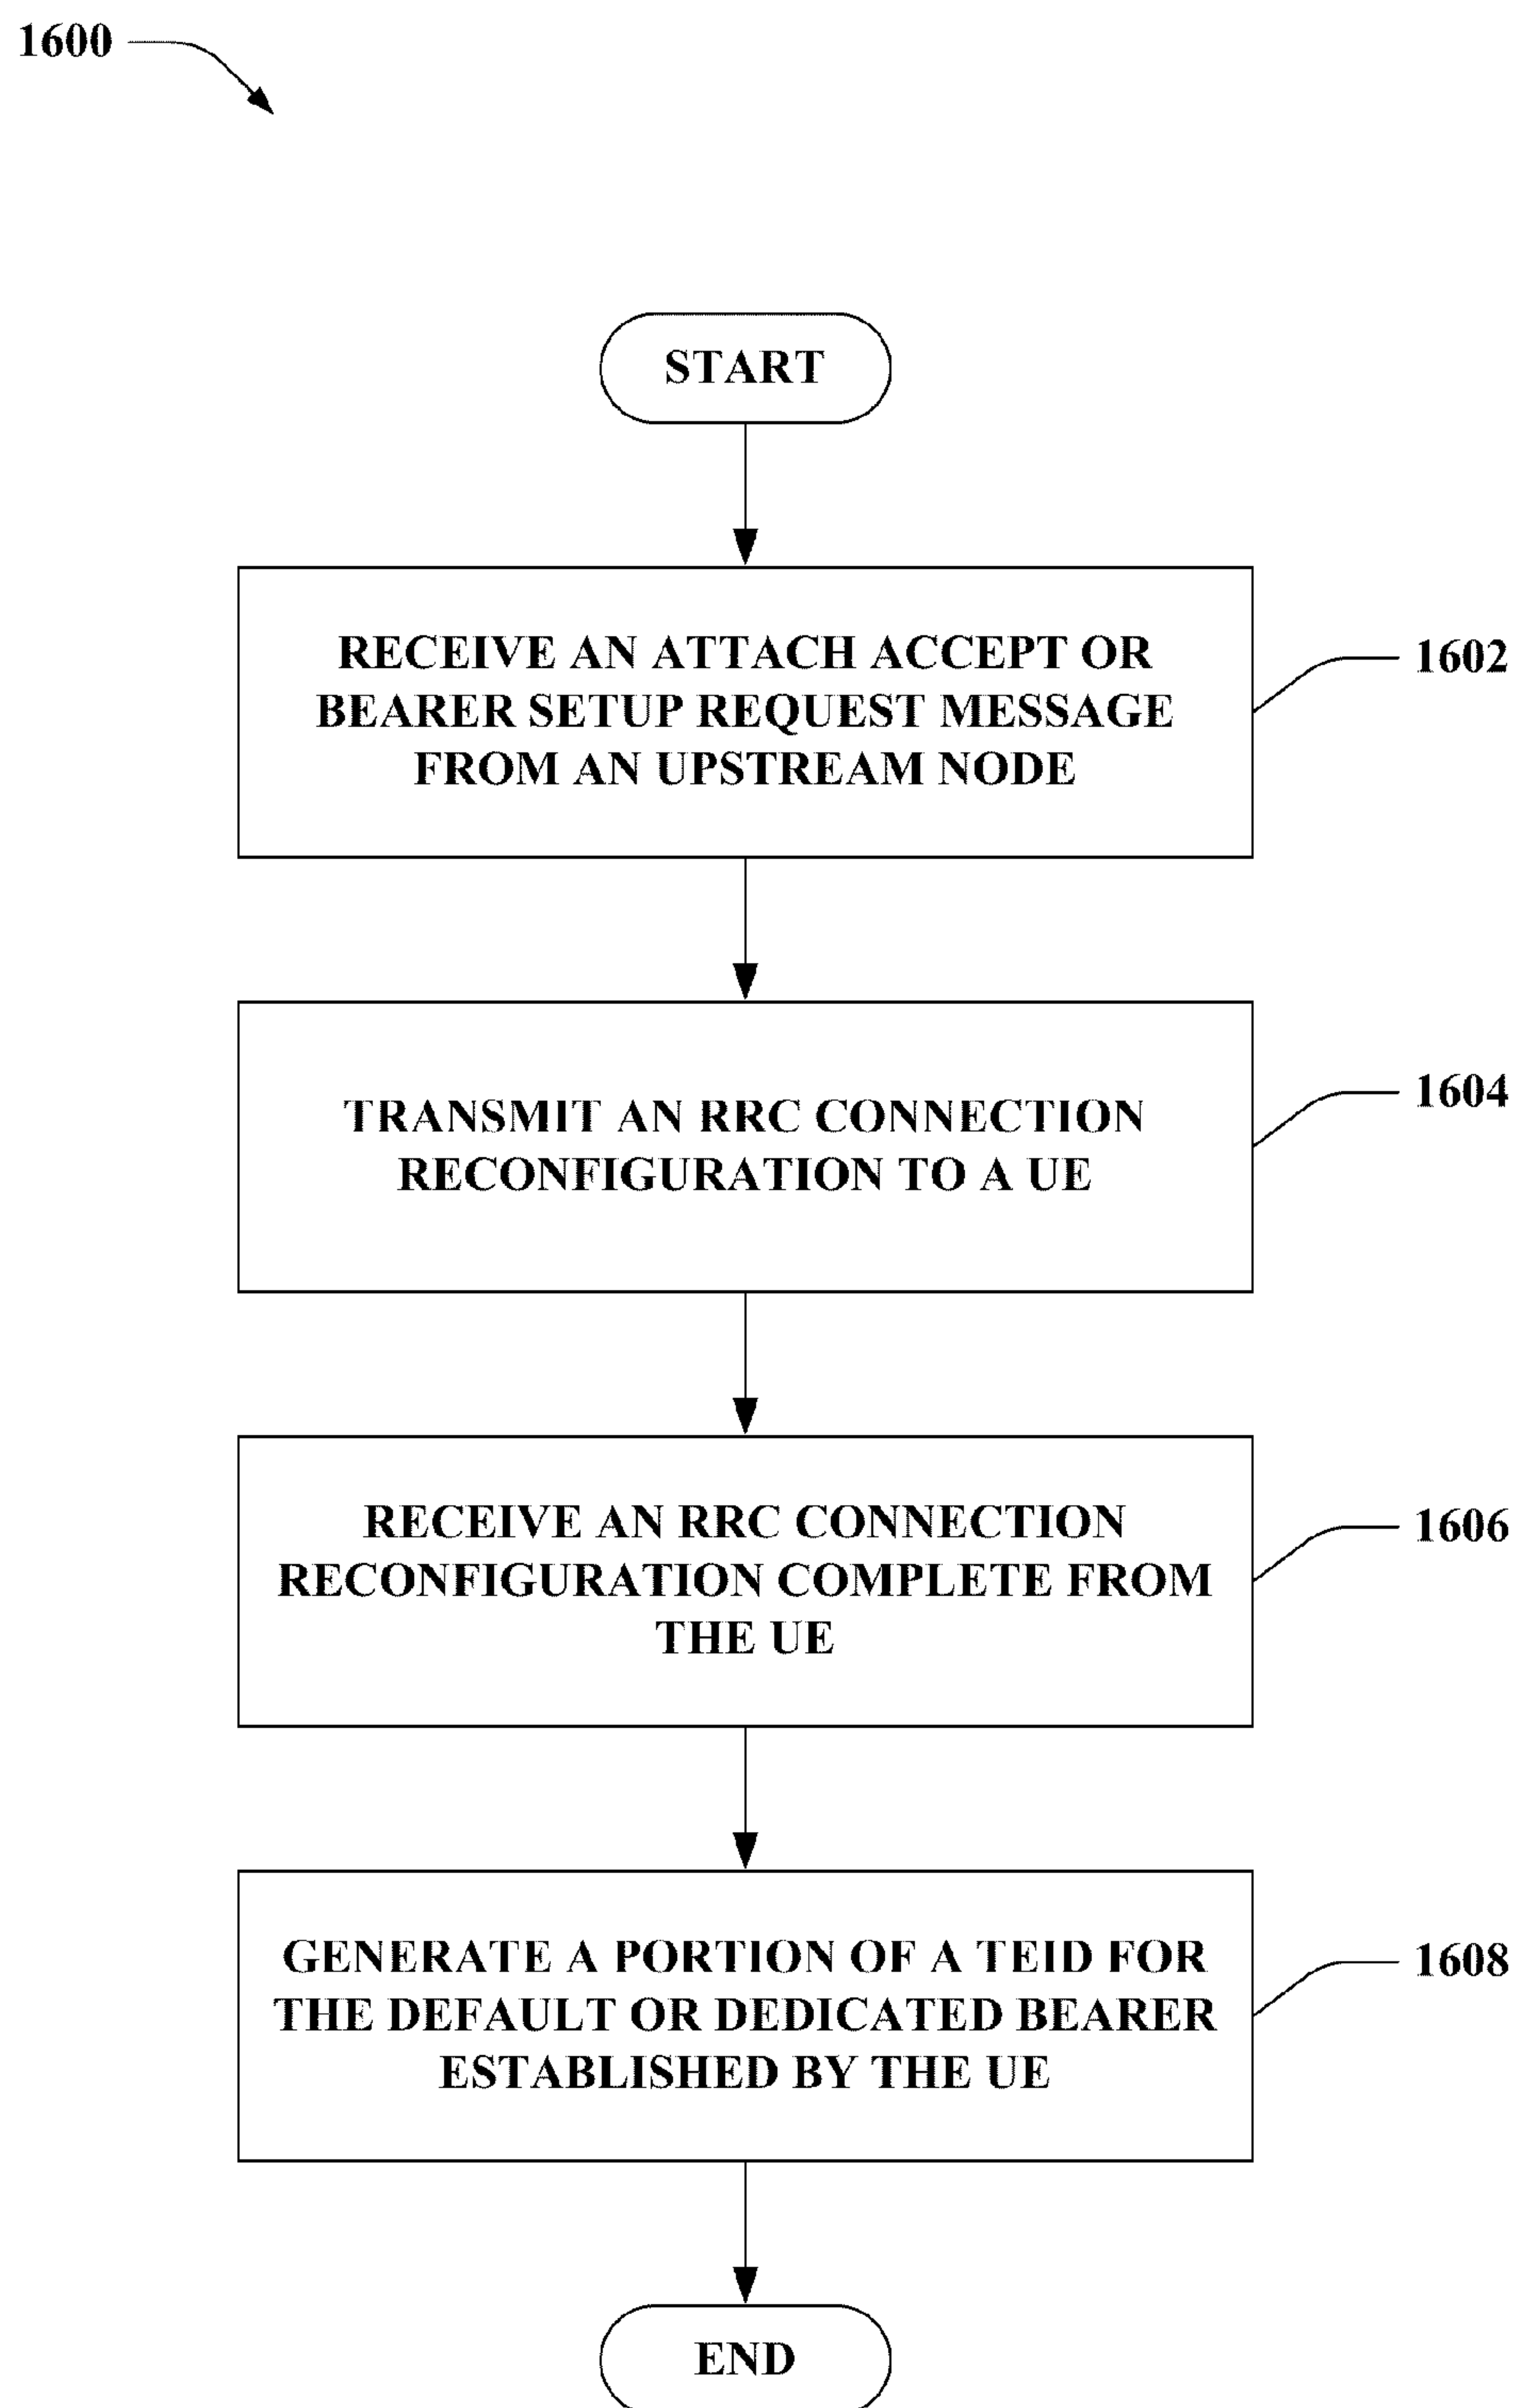 1600
START
RECEIVE AN ATTACH ACCEPT OR
BEARER SETUP REQUEST MESSAGE
FROM AN UPSTREAM NODE
1602
TRANSMIT AN RRC CONNECTION
RECONFIGURATION TO A UE
1604
RECEIVE AN RRC CONNECTION
RECONFIGURATION COMPLETE FROM
THE UE
1606
GENERATE A PORTION OF A TEID FOR
THE DEFAULT OR DEDICATED BEARER
ESTABLISHED BY THE UE
1608
END